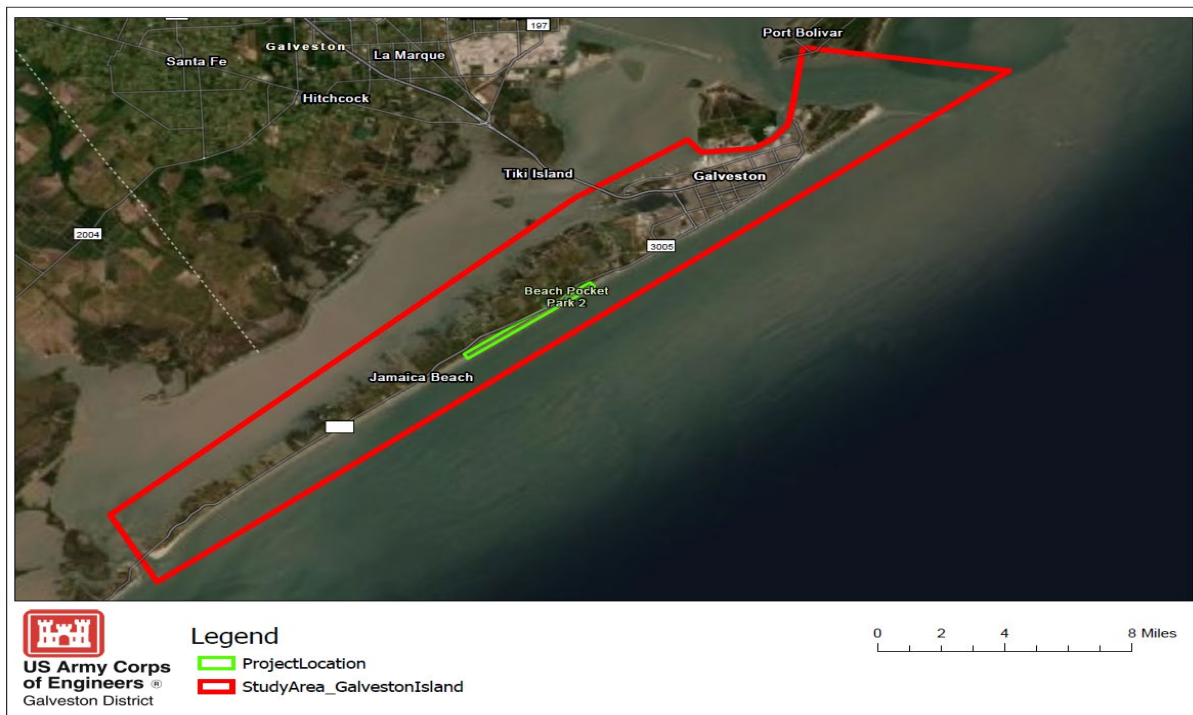 197
Port Bolivar
Galveston
La Marque
Santa Fe
Hitchcock
Tiki Island
Galveston
2004
3005
Beach Pocket
Park 2
Jamaica Beach
US Army Corps
of Engineers ®
Galveston District
Legend
ProjectLocation
StudyArea_GalvestonIsland
0 2 4 8 Miles